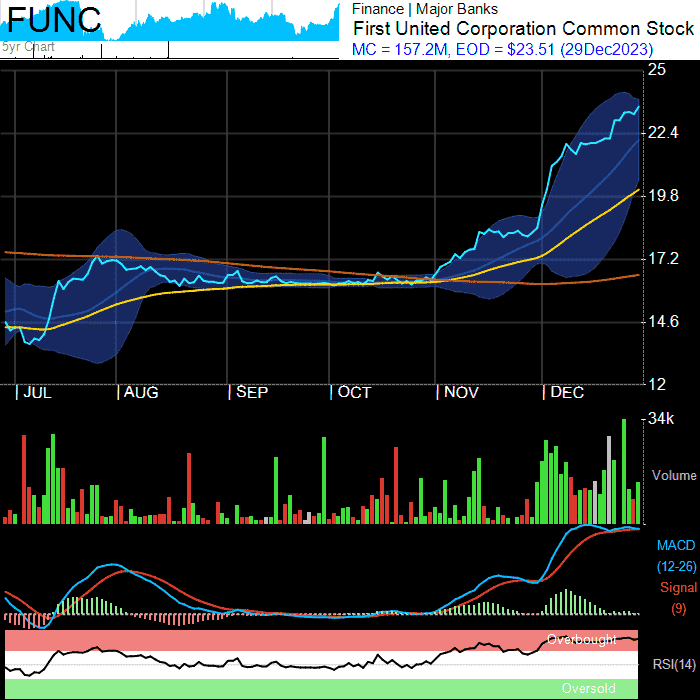 FUNC
5yr Chart
Finance | Major Banks
First United Corporation Common Stock
MC = 157.2M, EOD = $23.51 (29Dec2023)
25
22.4
19.8
17.2
14.6
12
JUL AUG SEP OCT NOV DEC
34k
Volume
MACD
(12-26)
Signal
(9)
Overbought
RSI(14)
Oversold